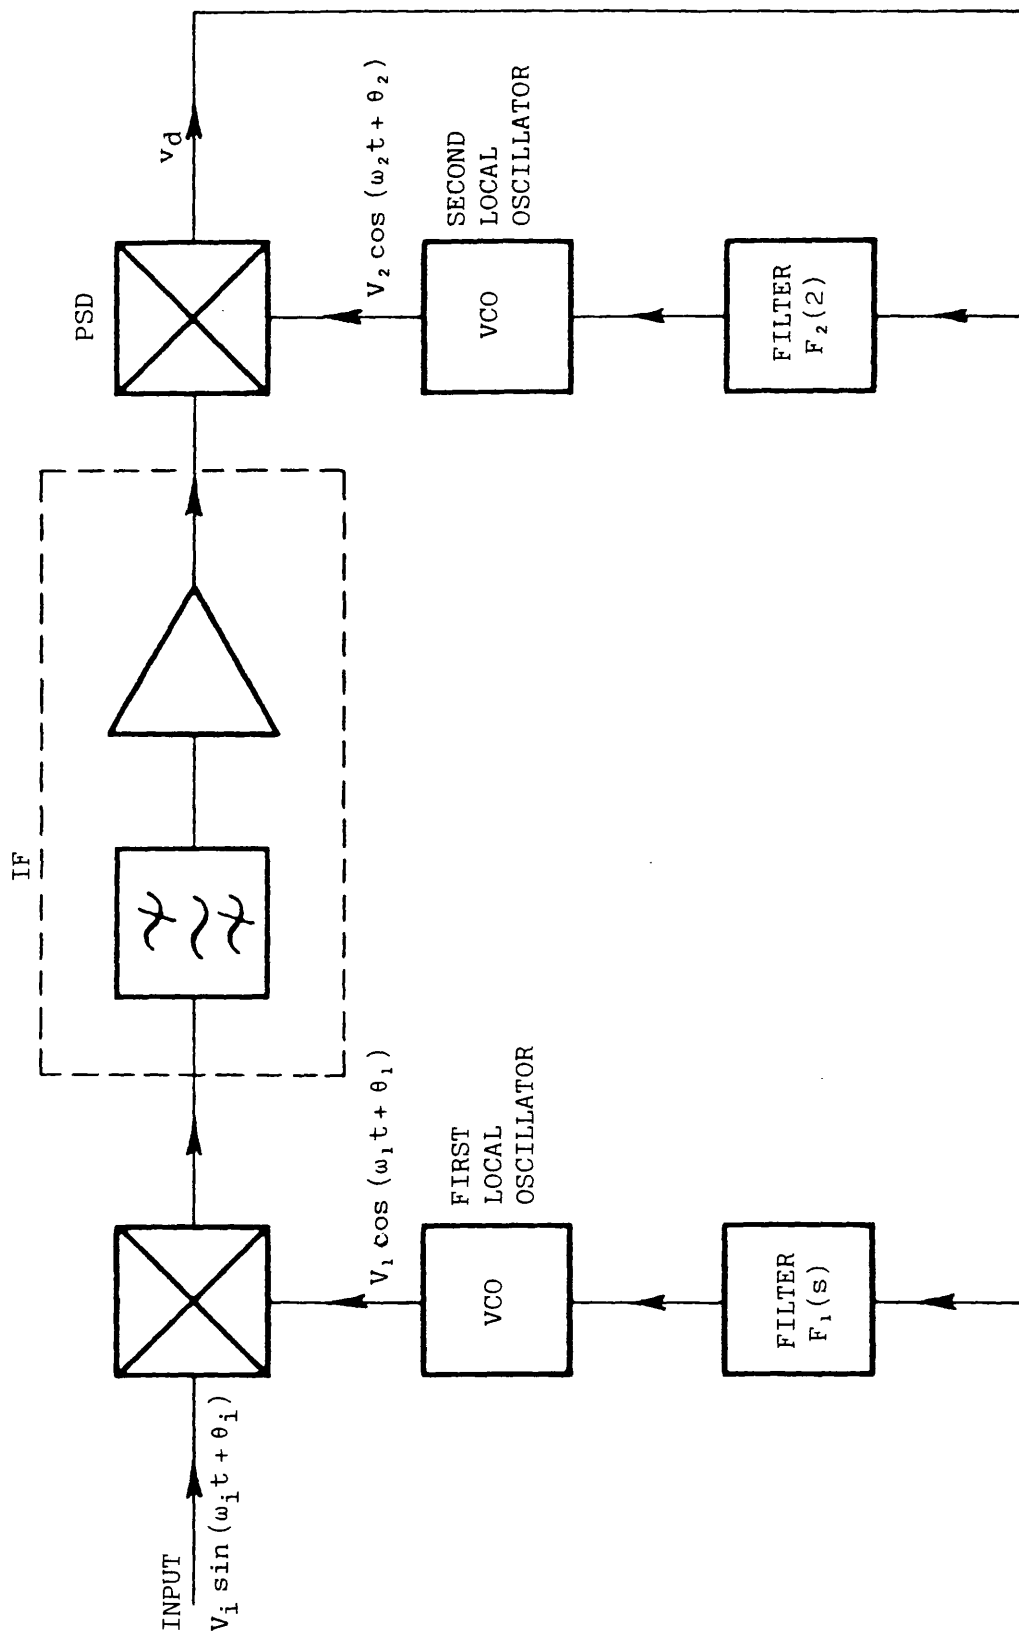 INPUT
V_i sin (ω_i t + θ_i)
IF
PSD
v_d
V_1 cos (ω_1 t + θ_1)
V_2 cos (ω_2 t + θ_2)
VCO
FIRST
LOCAL
OSCILLATOR
VCO
SECOND
LOCAL
OSCILLATOR
FILTER
F_1(s)
FILTER
F_2(2)